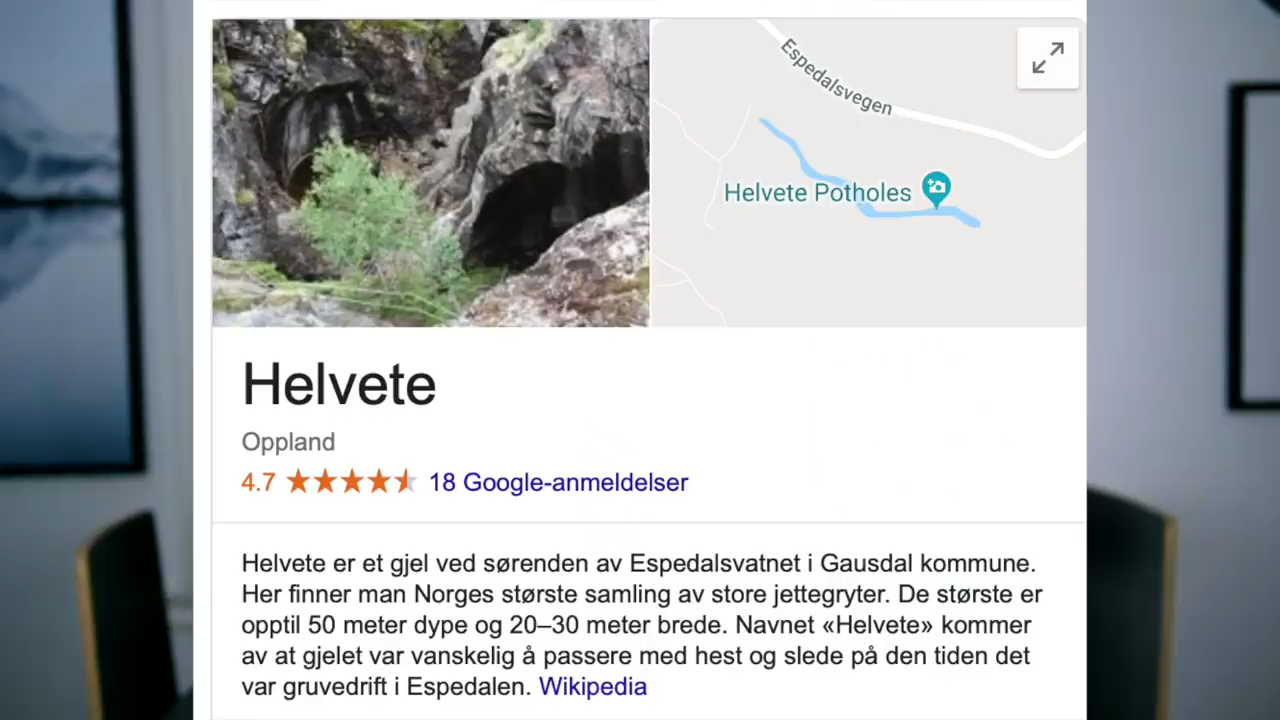 Espedalsvegen
Helvete Potholes
Helvete
Oppland
4.7 18 Google-anmeldelser
Helvete er et gjel ved sørenden av Espedalsvatnet i Gausdal kommune.
Her finner man Norges største samling av store jettegryter. De største er
opptil 50 meter dype og 20–30 meter brede. Navnet «Helvete» kommer
av at gjelet var vanskelig å passere med hest og slede på den tiden det
var gruvedrift i Espedalen. Wikipedia